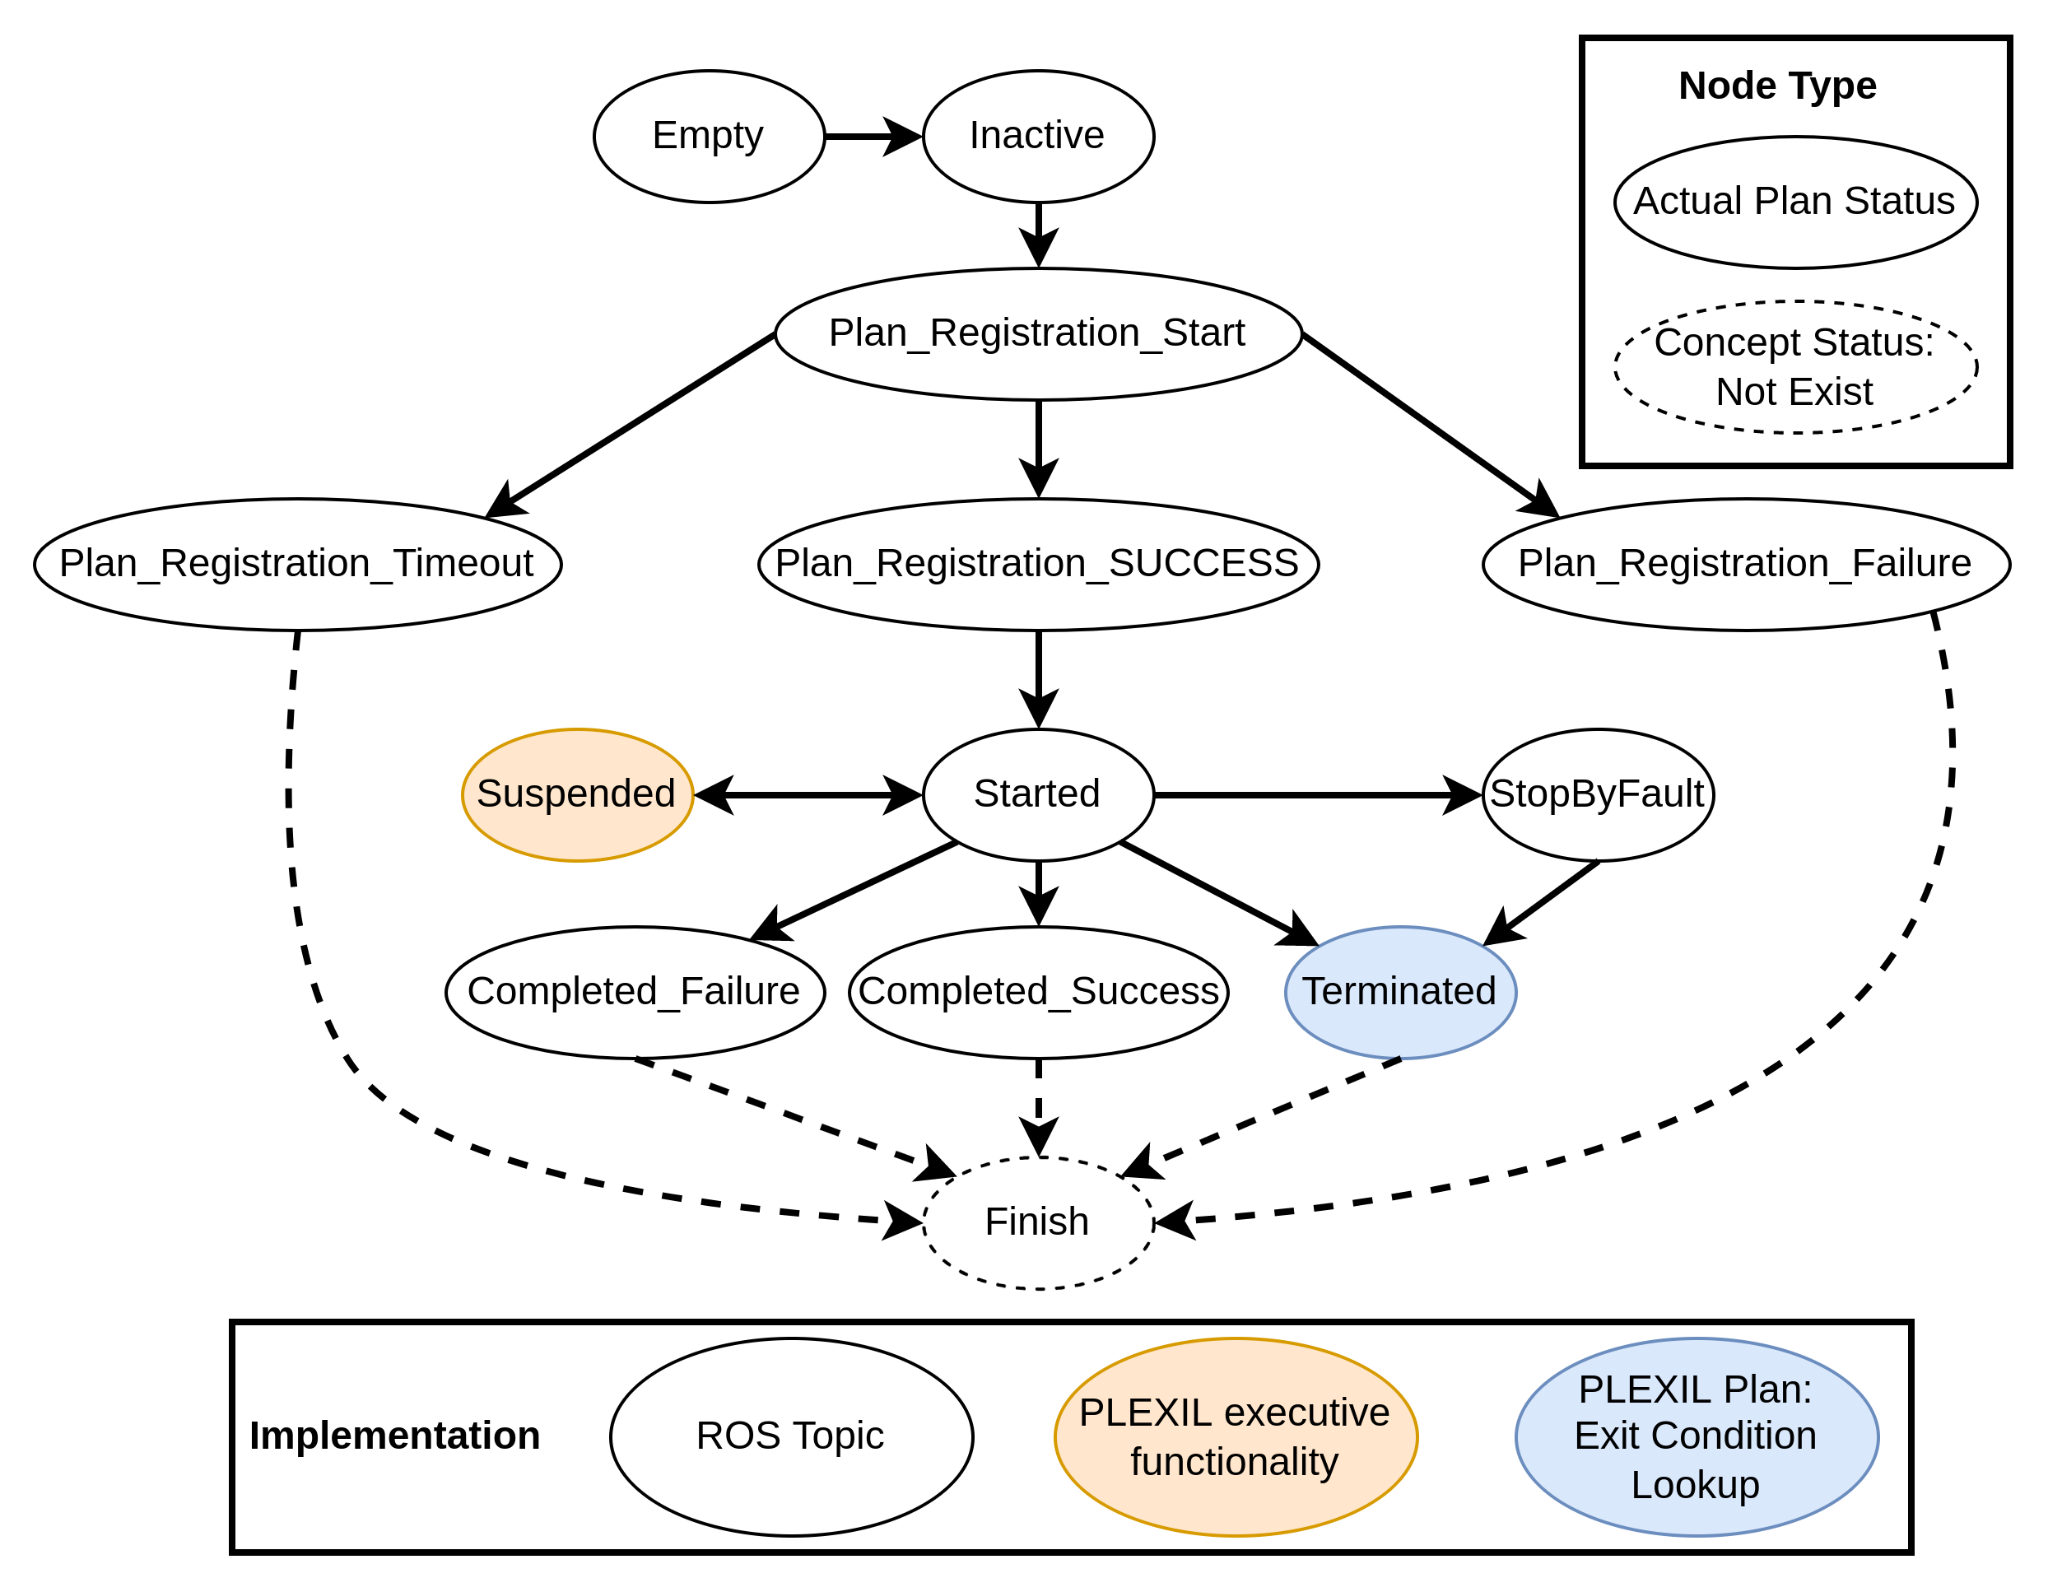 Node Type
Empty
Inactive
Actual Plan Status
Plan_Registration_Start
Concept Status:
Not Exist
Plan_Registration_Timeout
Plan_Registration_SUCCESS
Plan_Registration_Failure
Suspended
Started
StopByFault
Completed_Failure
Completed_Success
Terminated
Finish
Implementation
ROS Topic
PLEXIL executive
functionality
PLEXIL Plan:
Exit Condition
Lookup